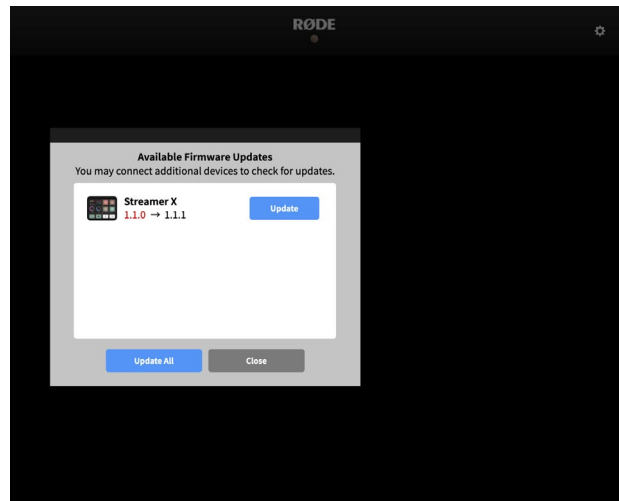 RØDE
Available Firmware Updates
You may connect additional devices to check for updates.
Streamer X
1.1.0 → 1.1.1
Update
Update All
Close